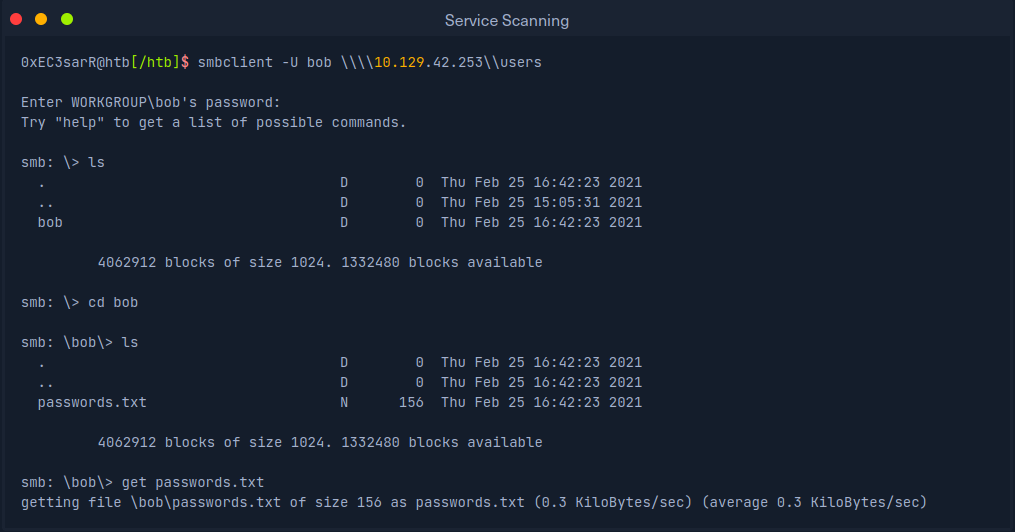 Service Scanning
0xEC3sarR@htb[/htb]$ smbclient -U bob \\\\10.129.42.253\\users
Enter WORKGROUP\bob's password:
Try "help" to get a list of possible commands.
smb: \> ls
. D 0 Thu Feb 25 16:42:23 2021
.. D 0 Thu Feb 25 15:05:31 2021
bob D 0 Thu Feb 25 16:42:23 2021
4062912 blocks of size 1024. 1332480 blocks available
smb: \> cd bob
smb: \bob\> ls
. D 0 Thu Feb 25 16:42:23 2021
.. D 0 Thu Feb 25 16:42:23 2021
passwords.txt N 156 Thu Feb 25 16:42:23 2021
4062912 blocks of size 1024. 1332480 blocks available
smb: \bob\> get passwords.txt
getting file \bob\passwords.txt of size 156 as passwords.txt (0.3 KiloBytes/sec) (average 0.3 KiloBytes/sec)